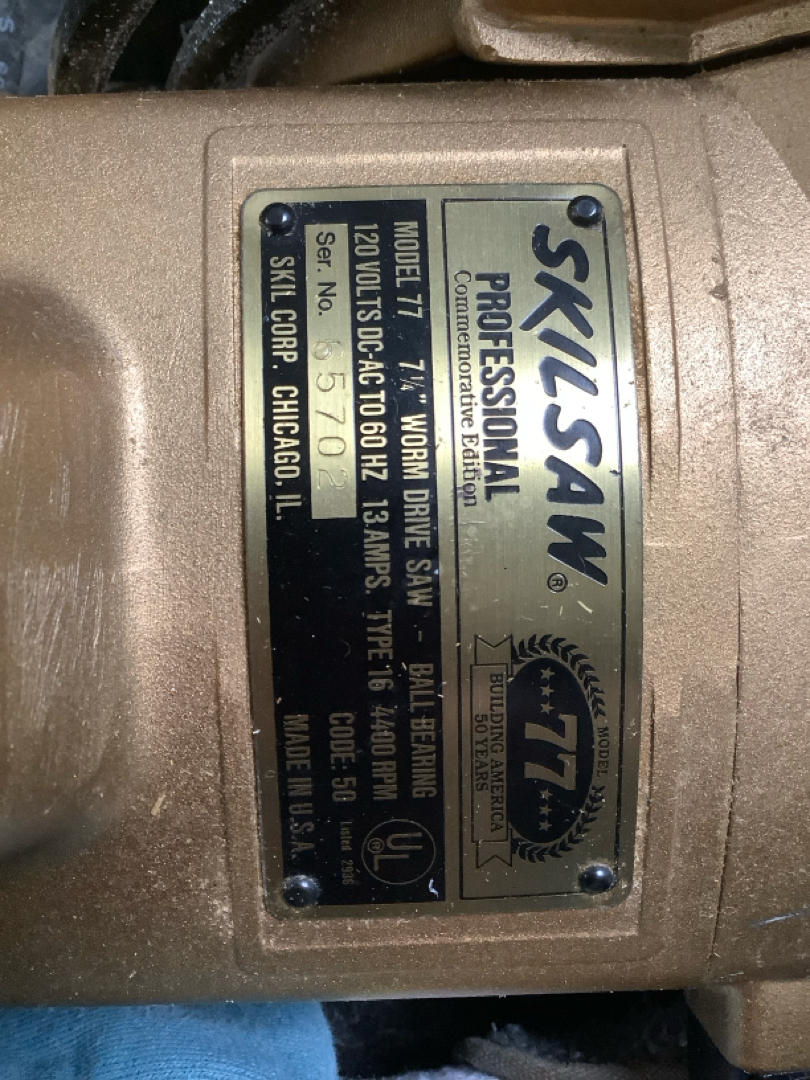 SKILSAW®
PROFESSIONAL
Commemorative Edition
MODEL
77
BUILDING AMERICA
50 YEARS
MODEL 77 7¼" WORM DRIVE SAW - BALL BEARING
120 VOLTS DC-AC TO 60 HZ 13 AMPS. TYPE 16 4400 RPM
Ser. No. 65702 CODE: 50
SKIL CORP. CHICAGO, IL. MADE IN U.S.A.
UL®
Listed 293G